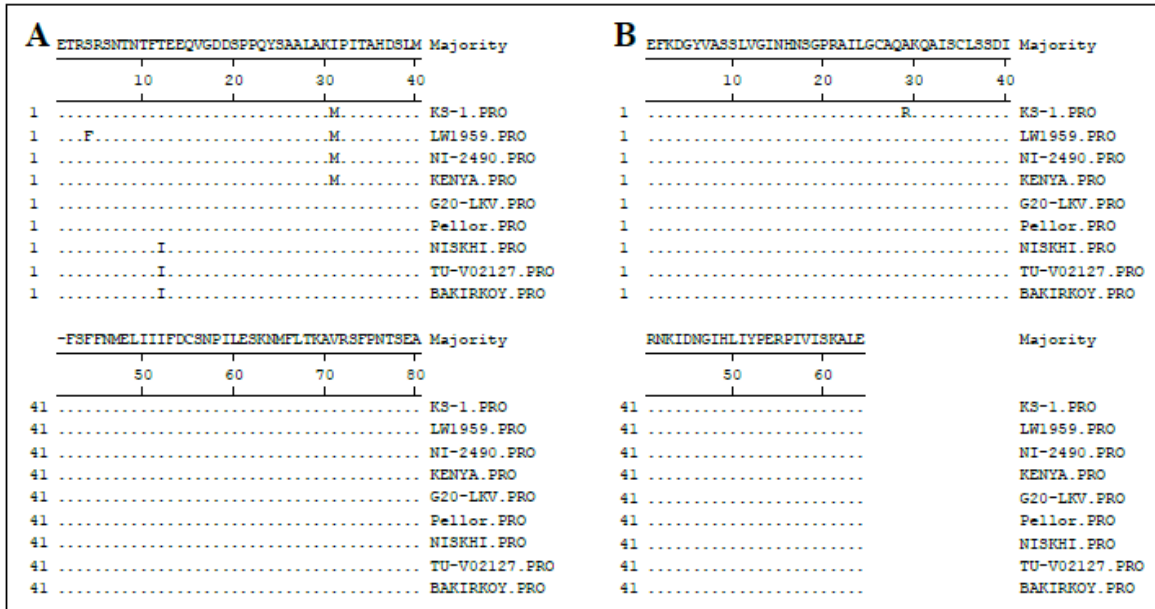 A
ETRSRSNTNTFTEEQVGDDSPPQYSAALAKIPITAHDSLM Majority
10 20 30 40
1 ..............................M......... KS-1.PRO
1 ...F..........................M......... LW1959.PRO
1 ..............................M......... NI-2490.PRO
1 ..............................M......... KENYA.PRO
1 ........................................ G20-LKV.PRO
1 ........................................ Pellor.PRO
1 ...........I............................ NISKHI.PRO
1 ...........I............................ TU-V02127.PRO
1 ...........I............................ BAKIRKOY.PRO
-FSFFNMELIIIFDCSNPILESKNMFLTKAVRSFPNTSEA Majority
50 60 70 80
41 ........................................ KS-1.PRO
41 ........................................ LW1959.PRO
41 ........................................ NI-2490.PRO
41 ........................................ KENYA.PRO
41 ........................................ G20-LKV.PRO
41 ........................................ Pellor.PRO
41 ........................................ NISKHI.PRO
41 ........................................ TU-V02127.PRO
41 ........................................ BAKIRKOY.PRO
B
EFKDGYVASSLVGINHNSGPRAILGCAQAKQAISCLSSDI Majority
10 20 30 40
1 ............................R........... KS-1.PRO
1 ........................................ LW1959.PRO
1 ........................................ NI-2490.PRO
1 ........................................ KENYA.PRO
1 ........................................ G20-LKV.PRO
1 ........................................ Pellor.PRO
1 ........................................ NISKHI.PRO
1 ........................................ TU-V02127.PRO
1 ........................................ BAKIRKOY.PRO
RNKIDNGIHLIYPERPIVISKALE Majority
50 60
41 ........................ KS-1.PRO
41 ........................ LW1959.PRO
41 ........................ NI-2490.PRO
41 ........................ KENYA.PRO
41 ........................ G20-LKV.PRO
41 ........................ Pellor.PRO
41 ........................ NISKHI.PRO
41 ........................ TU-V02127.PRO
41 ........................ BAKIRKOY.PRO